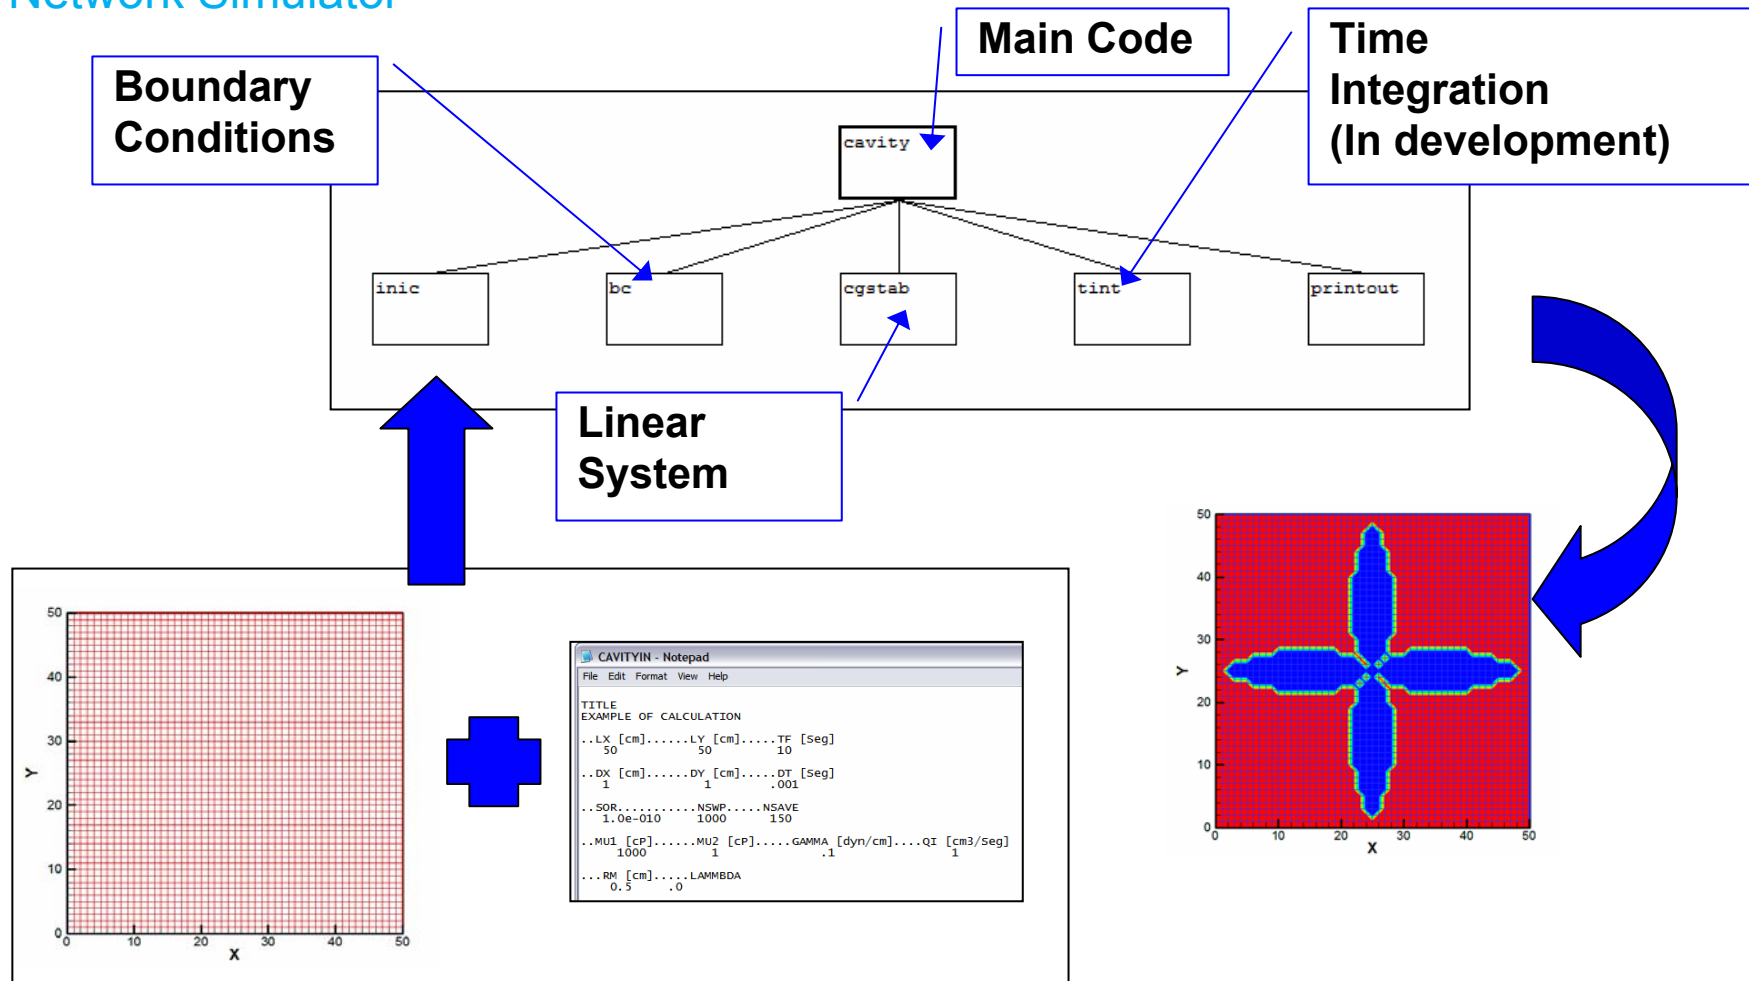 Network Simulator
Main Code
Time
Integration
(In development)
Boundary
Conditions
cavity
inic
bc
cgstab
tint
printout
Linear
System
50
40
30
20
10
0
Y
0
10
20
30
40
50
X
CAVITYIN - Notepad
File Edit Format View Help
TITLE
EXAMPLE OF CALCULATION
..LX [cm]......LY [cm].....TF [Seg]
50 50 10
..DX [cm]......DY [cm].....DT [Seg]
1 1 .001
..SOR...........NSWP.....NSAVE
1.0e-010 1000 150
..MU1 [cP]......MU2 [cP].....GAMMA [dyn/cm]....QI [cm3/Seg]
1000 1 .1 1
...RM [cm].....LAMMBDA
0.5 .0
50
40
30
20
10
0
Y
0
10
20
30
40
50
X